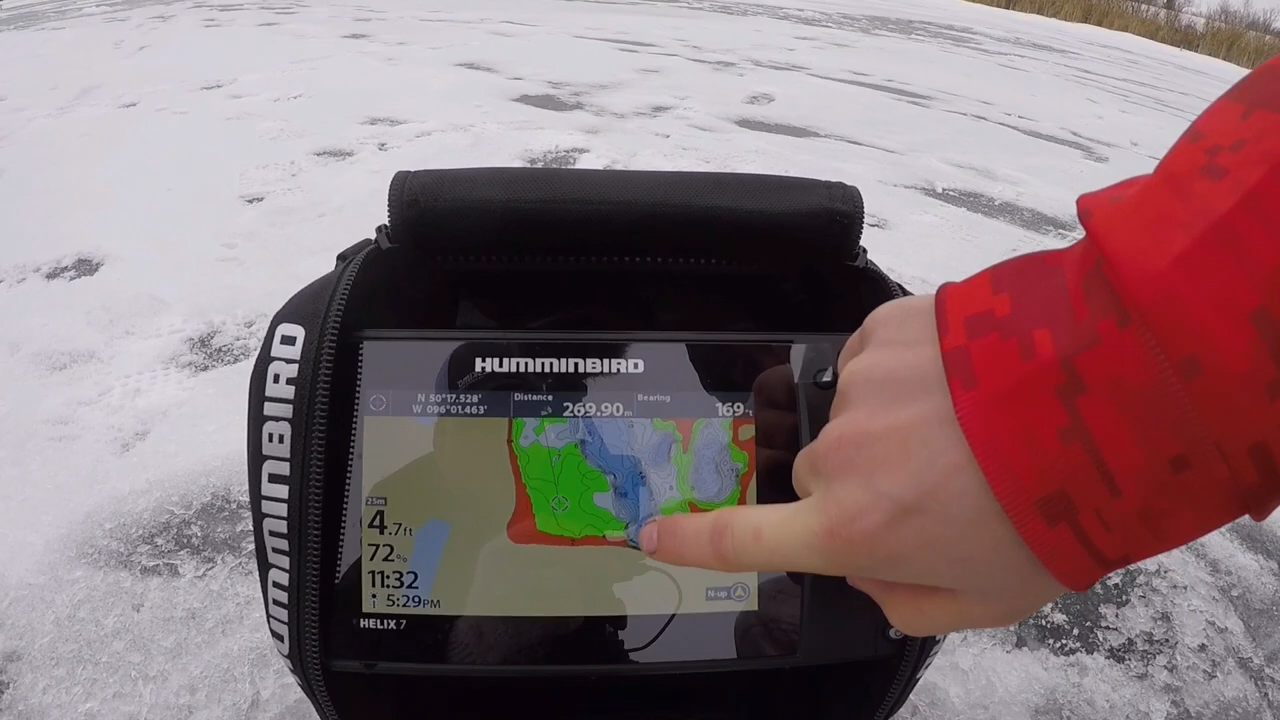 HUMMINBIRD
HUMMINBIRD
N 50°17.528'
W 096°01.463'
Distance
269.90m
Bearing
169°t
25m
4.7ft
72%
11:32
5:29PM
N-up
HELIX 7